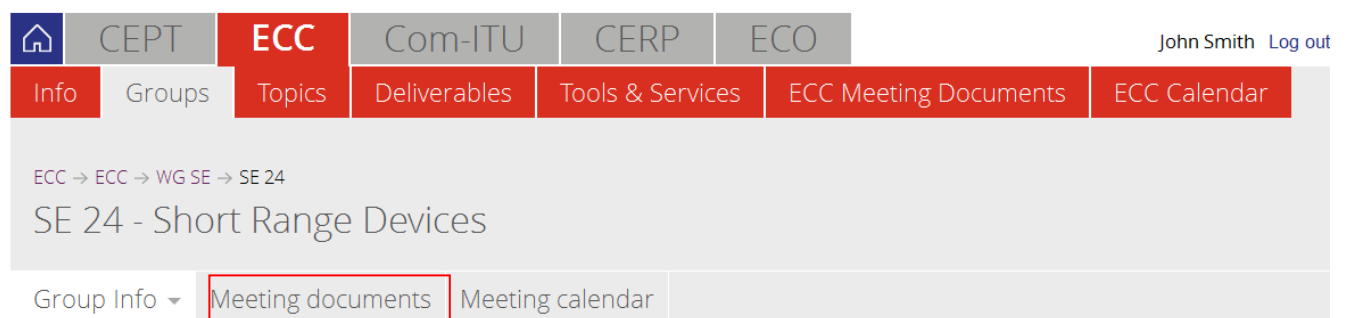 CEPT ECC Com-ITU CERP ECO John Smith Log out
Info Groups Topics Deliverables Tools & Services ECC Meeting Documents ECC Calendar
ECC → ECC → WG SE → SE 24
SE 24 - Short Range Devices
Group Info Meeting documents Meeting calendar